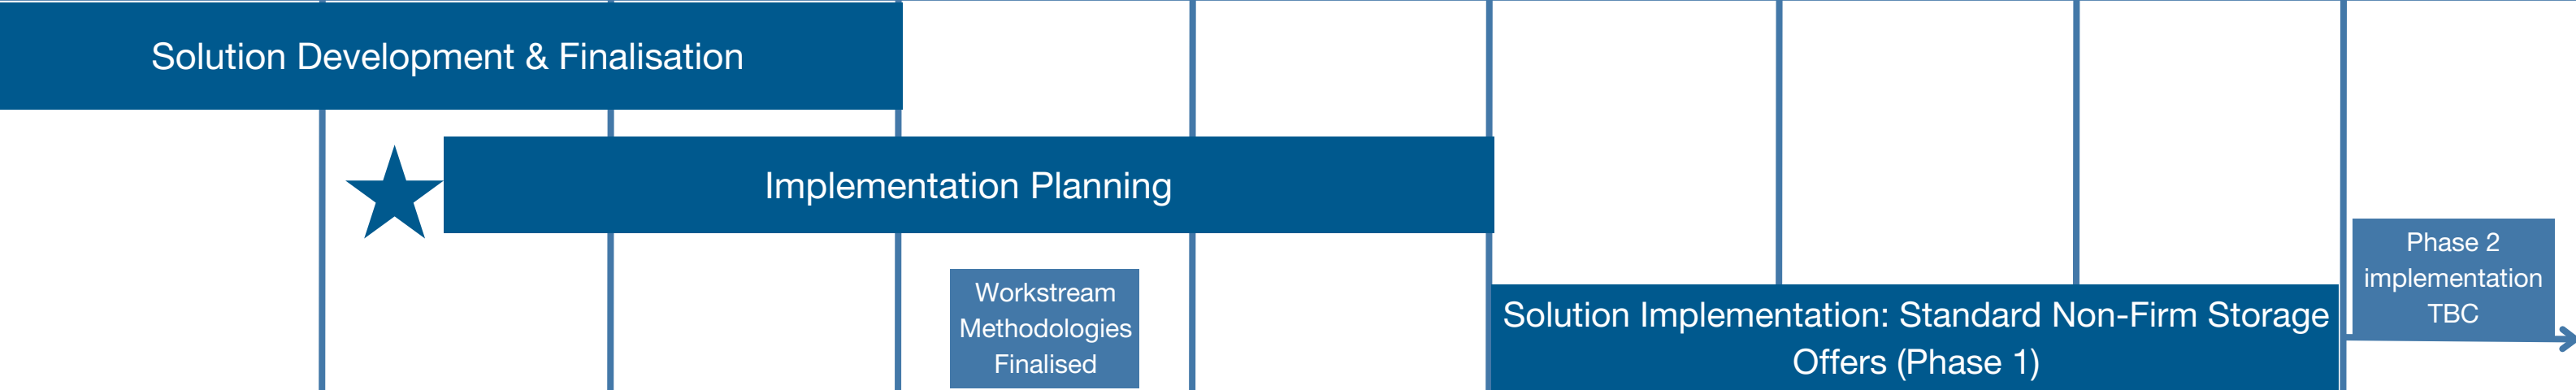 Solution Development & Finalisation
Implementation Planning
Workstream
Methodologies
Finalised
Solution Implementation: Standard Non-Firm Storage
Offers (Phase 1)
Phase 2
implementation
TBC